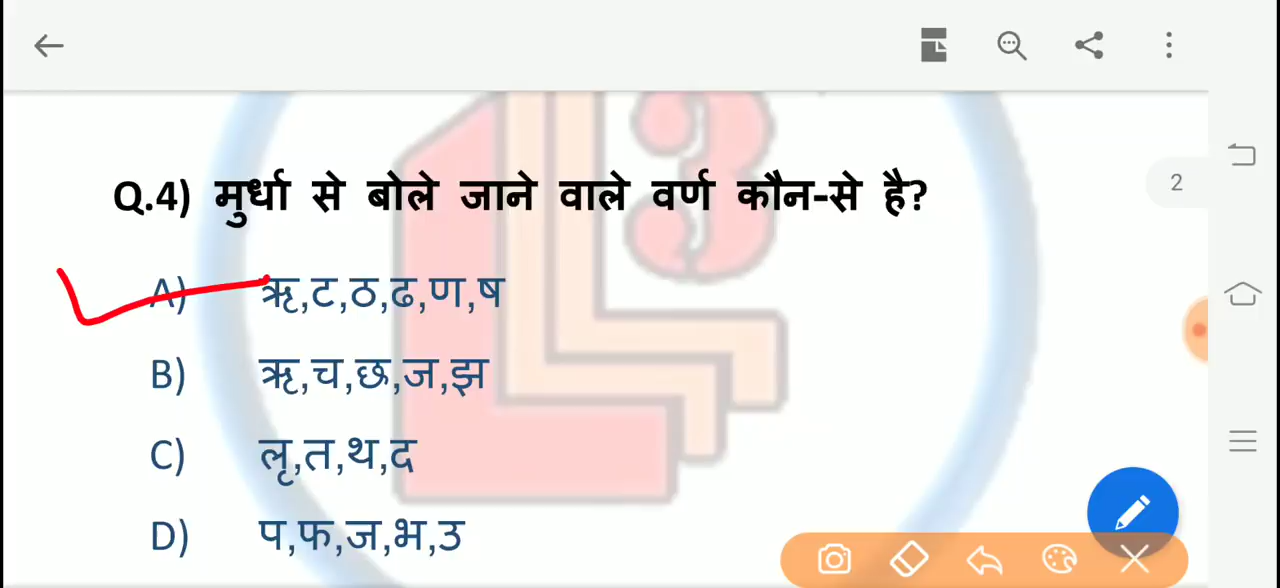 Q.4) मुर्धा से बोले जाने वाले वर्ण कौन-से है?
2
A) ऋ,ट,ठ,ढ,ण,ष
B) ऋ,च,छ,ज,झ
C) लृ,त,थ,द
D) प,फ,ज,भ,उ